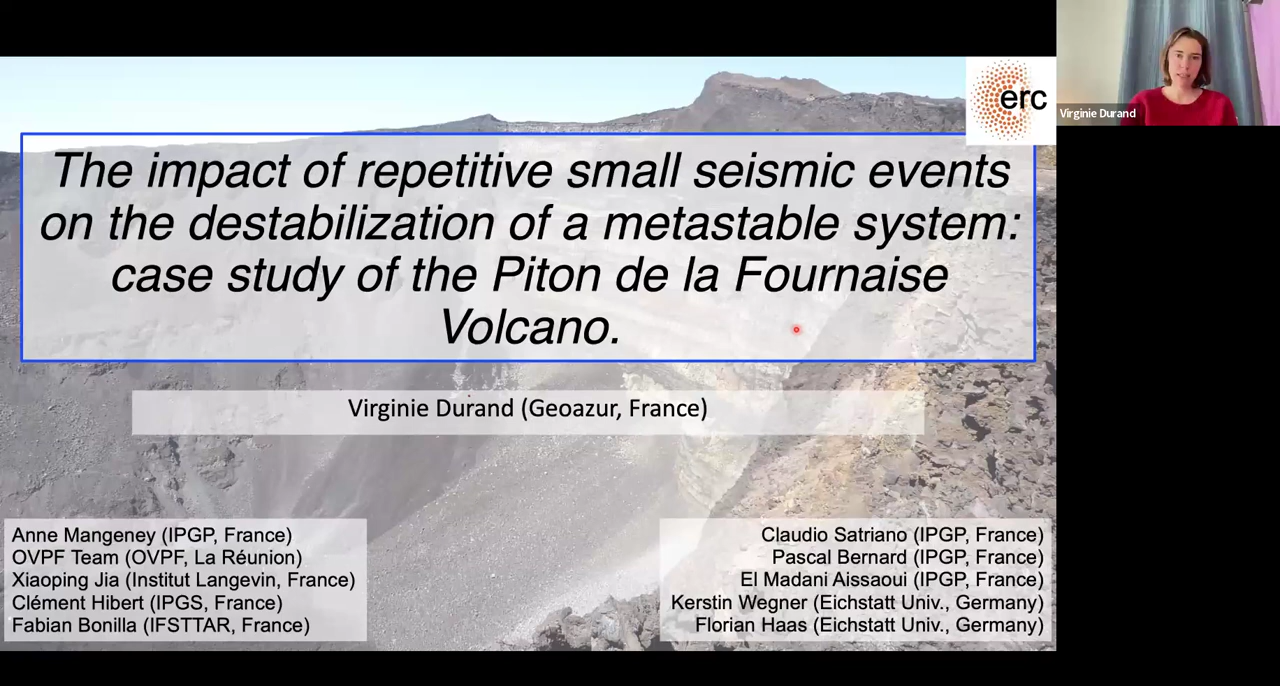 erc
Virginie Durand
The impact of repetitive small seismic events
on the destabilization of a metastable system:
case study of the Piton de la Fournaise
Volcano.
Virginie Durand (Geoazur, France)
Anne Mangeney (IPGP, France)
OVPF Team (OVPF, La Réunion)
Xiaoping Jia (Institut Langevin, France)
Clément Hibert (IPGS, France)
Fabian Bonilla (IFSTTAR, France)
Claudio Satriano (IPGP, France)
Pascal Bernard (IPGP, France)
El Madani Aissaoui (IPGP, France)
Kerstin Wegner (Eichstatt Univ., Germany)
Florian Haas (Eichstatt Univ., Germany)